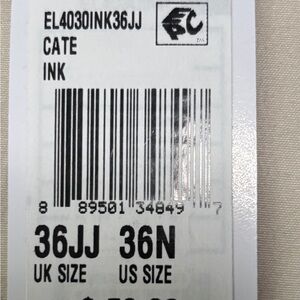 EL4030INK36JJ
CATE
INK
8 89501 34849 7
36JJ 36N
UK SIZE US SIZE